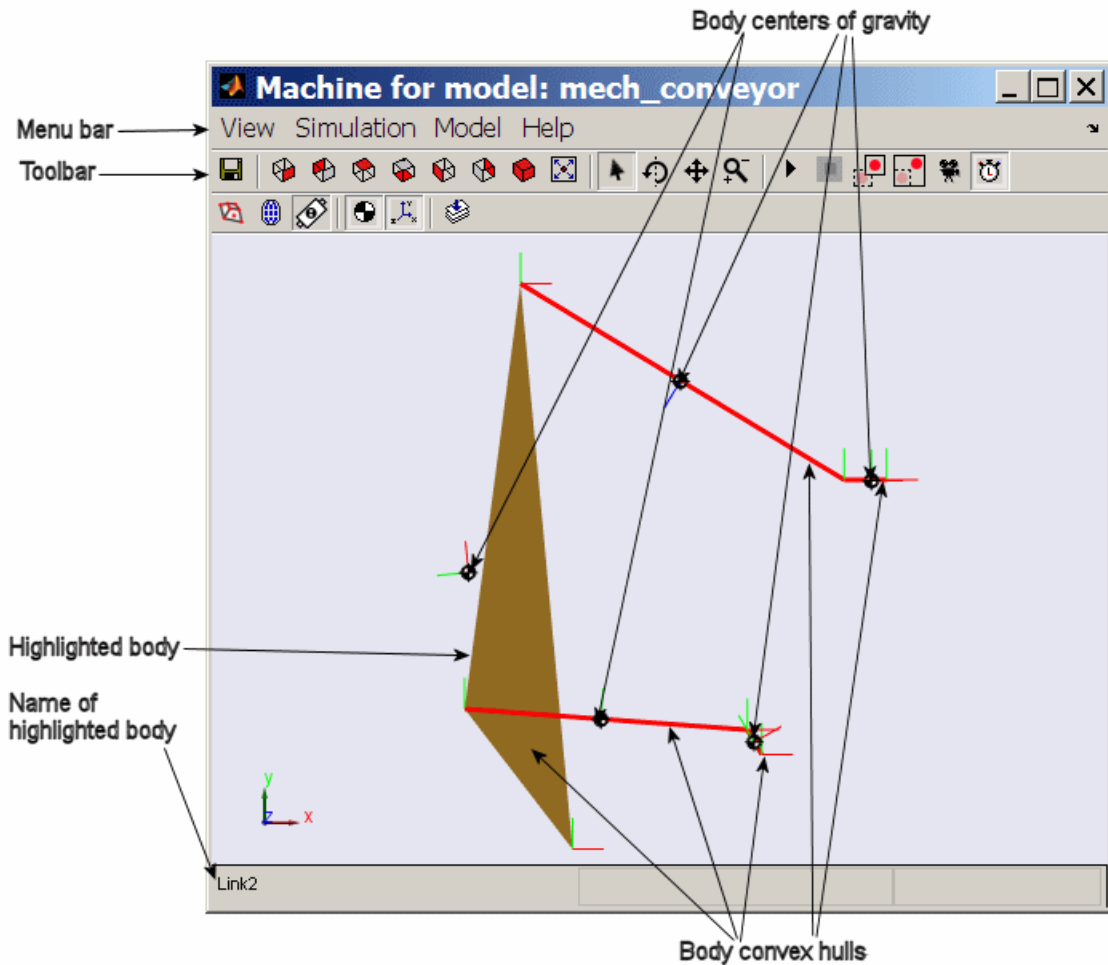 Body centers of gravity
Machine for model: mech_conveyor
Menu bar
View Simulation Model Help
Toolbar
Highlighted body
Name of
highlighted body
y
z
x
Link2
Body convex hulls